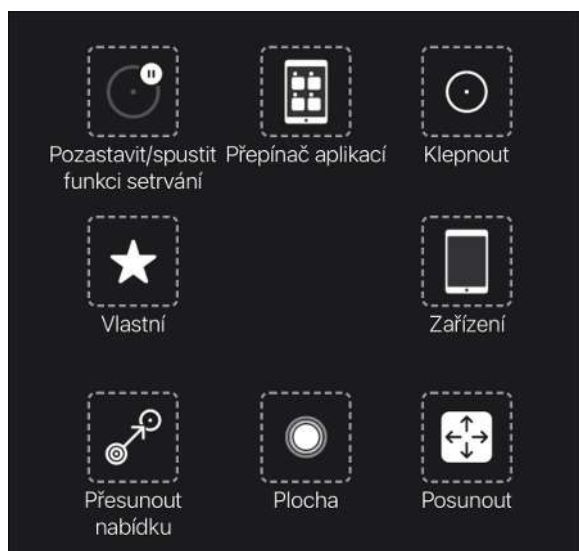 Pozastavit/spustit
funkci setrvání
Přepínač aplikací
Klepnout
Vlastní
Zařízení
Přesunout
nabídku
Plocha
Posunout